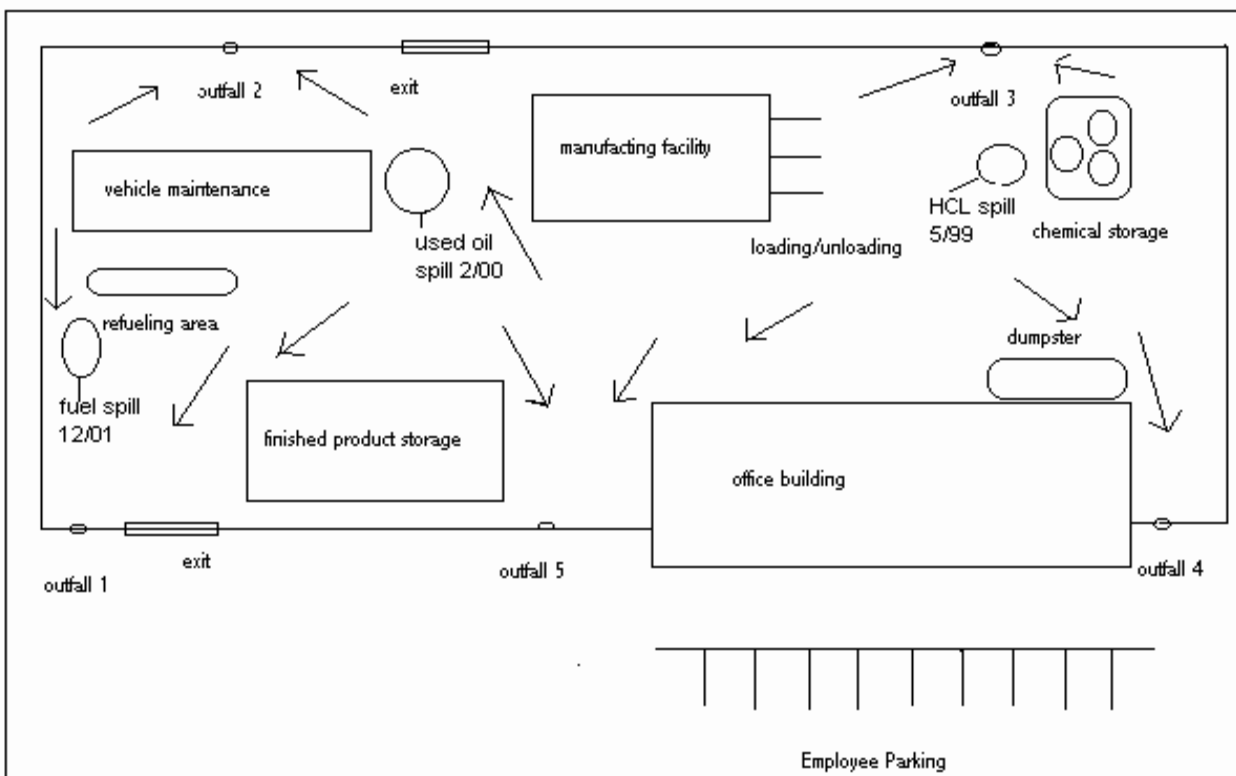 outfall 2
exit
outfall 3
manufacting facility
vehicle maintenance
used oil
spill 2/00
HCL spill
5/99
chemical storage
loading/unloading
refueling area
dumpster
fuel spill
12/01
finished product storage
office building
outfall 1
exit
outfall 5
outfall 4
Employee Parking